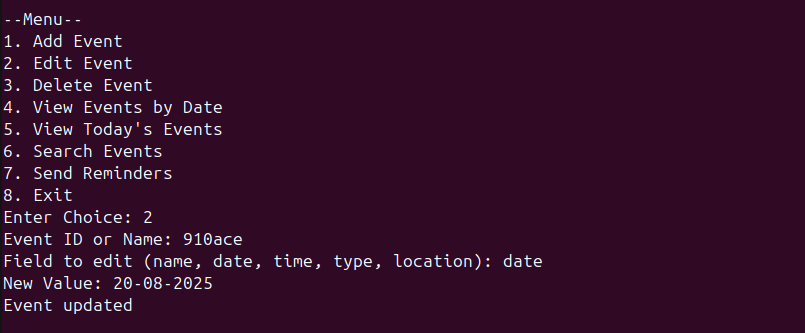 --Menu--
1. Add Event
2. Edit Event
3. Delete Event
4. View Events by Date
5. View Today's Events
6. Search Events
7. Send Reminders
8. Exit
Enter Choice: 2
Event ID or Name: 910ace
Field to edit (name, date, time, type, location): date
New Value: 20-08-2025
Event updated